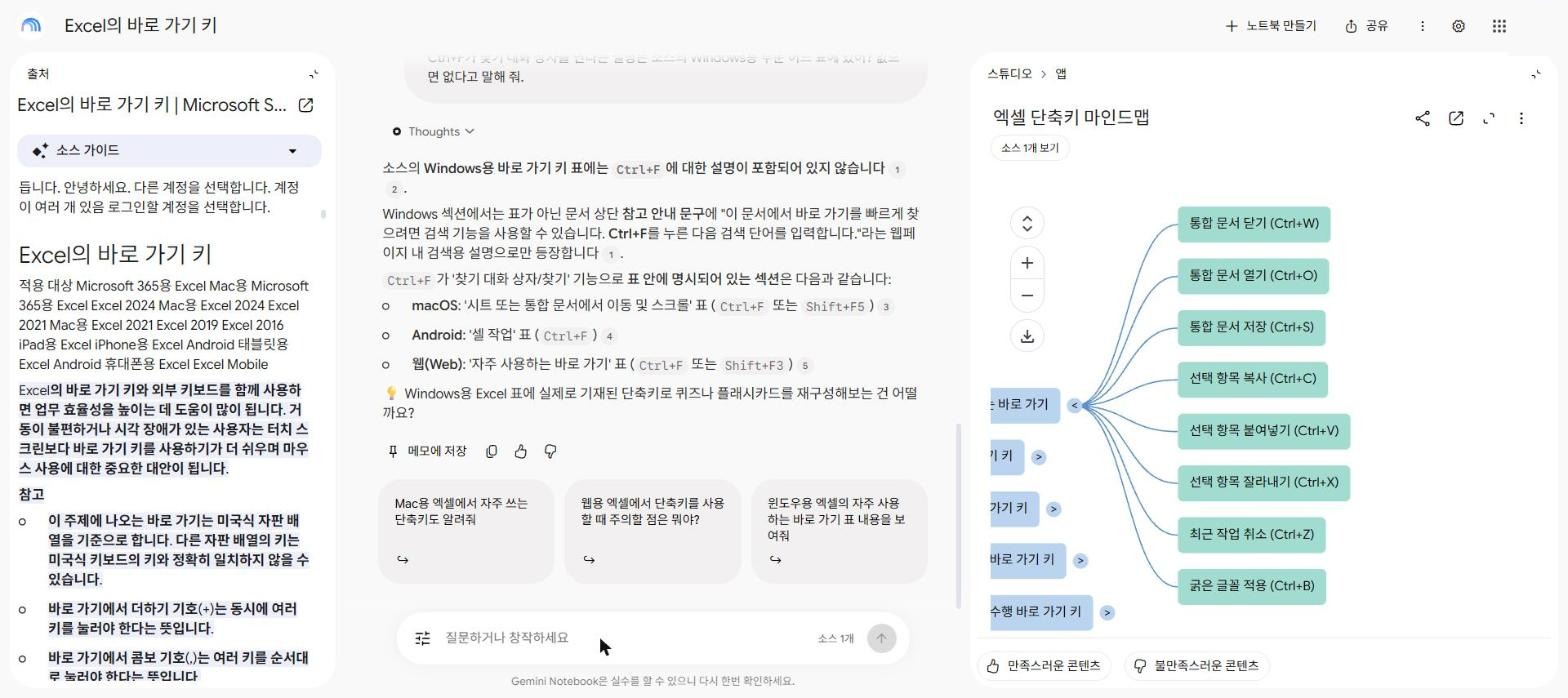 Excel의 바로 가기 키
노트북 만들기
공유
출처
Excel의 바로 가기 키 | Microsoft S...
소스 가이드
듭니다. 안녕하세요. 다른 계정을 선택합니다. 계정
이 여러 개 있음 로그인할 계정을 선택합니다.
Excel의 바로 가기 키
적용 대상 Microsoft 365용 Excel Mac용 Microsoft
365용 Excel Excel 2024 Mac용 Excel 2024 Excel
2021 Mac용 Excel 2021 Excel 2019 Excel 2016
iPad용 Excel iPhone용 Excel Android 태블릿용
Excel Android 휴대폰용 Excel Excel Mobile
Excel의 바로 가기 키와 외부 키보드를 함께 사용하
면 업무 효율성을 높이는 데 도움이 많이 됩니다. 거
동이 불편하거나 시각 장애가 있는 사용자는 터치 스
크린보다 바로 가기 키를 사용하기가 더 쉬우며 마우
스 사용에 대한 중요한 대안이 됩니다.
참고
이 주제에 나오는 바로 가기는 미국식 자판 배
열을 기준으로 합니다. 다른 자판 배열의 키는
미국식 키보드의 키와 정확히 일치하지 않을 수
있습니다.
바로 가기에서 더하기 기호(+)는 동시에 여러
키를 눌러야 한다는 뜻입니다.
바로 가기에서 콤보 기호(,)는 여러 키를 순서대
로 눌러야 한다는 뜻입니다
면 없다고 말해 줘.
Thoughts
소스의 Windows용 바로 가기 키 표에는 Ctrl+F 에 대한 설명이 포함되어 있지 않습니다 1
2 .
Windows 섹션에서는 표가 아닌 문서 상단 참고 안내 문구에 "이 문서에서 바로 가기를 빠르게 찾
으려면 검색 기능을 사용할 수 있습니다. Ctrl+F를 누른 다음 검색 단어를 입력합니다."라는 웹페
이지 내 검색용 설명으로만 등장합니다 1 .
Ctrl+F 가 '찾기 대화 상자/찾기' 기능으로 표 안에 명시되어 있는 섹션은 다음과 같습니다:
macOS: '시트 또는 통합 문서에서 이동 및 스크롤' 표 ( Ctrl+F 또는 Shift+F5 ) 3
Android: '셀 작업' 표 ( Ctrl+F ) 4
웹(Web): '자주 사용하는 바로 가기' 표 ( Ctrl+F 또는 Shift+F3 ) 5
💡 Windows용 Excel 표에 실제로 기재된 단축키로 퀴즈나 플래시카드를 재구성해보는 건 어떨
까요?
메모에 저장
Mac용 엑셀에서 자주 쓰는
단축키도 알려줘
웹용 엑셀에서 단축키를 사용
할 때 주의할 점은 뭐야?
윈도우용 엑셀의 자주 사용
하는 바로 가기 표 내용을 보
여줘
질문하거나 창작하세요
소스 1개
Gemini Notebook은 실수를 할 수 있으니 다시 한번 확인하세요.
스튜디오 > 앱
엑셀 단축키 마인드맵
소스 1개 보기
통합 문서 닫기 (Ctrl+W)
통합 문서 열기 (Ctrl+O)
통합 문서 저장 (Ctrl+S)
선택 항목 복사 (Ctrl+C)
바로 가기 <
선택 항목 붙여넣기 (Ctrl+V)
기 키 >
선택 항목 잘라내기 (Ctrl+X)
가기 키 >
최근 작업 취소 (Ctrl+Z)
바로 가기 키 >
굵은 글꼴 적용 (Ctrl+B)
수행 바로 가기 키 >
만족스러운 콘텐츠
불만족스러운 콘텐츠